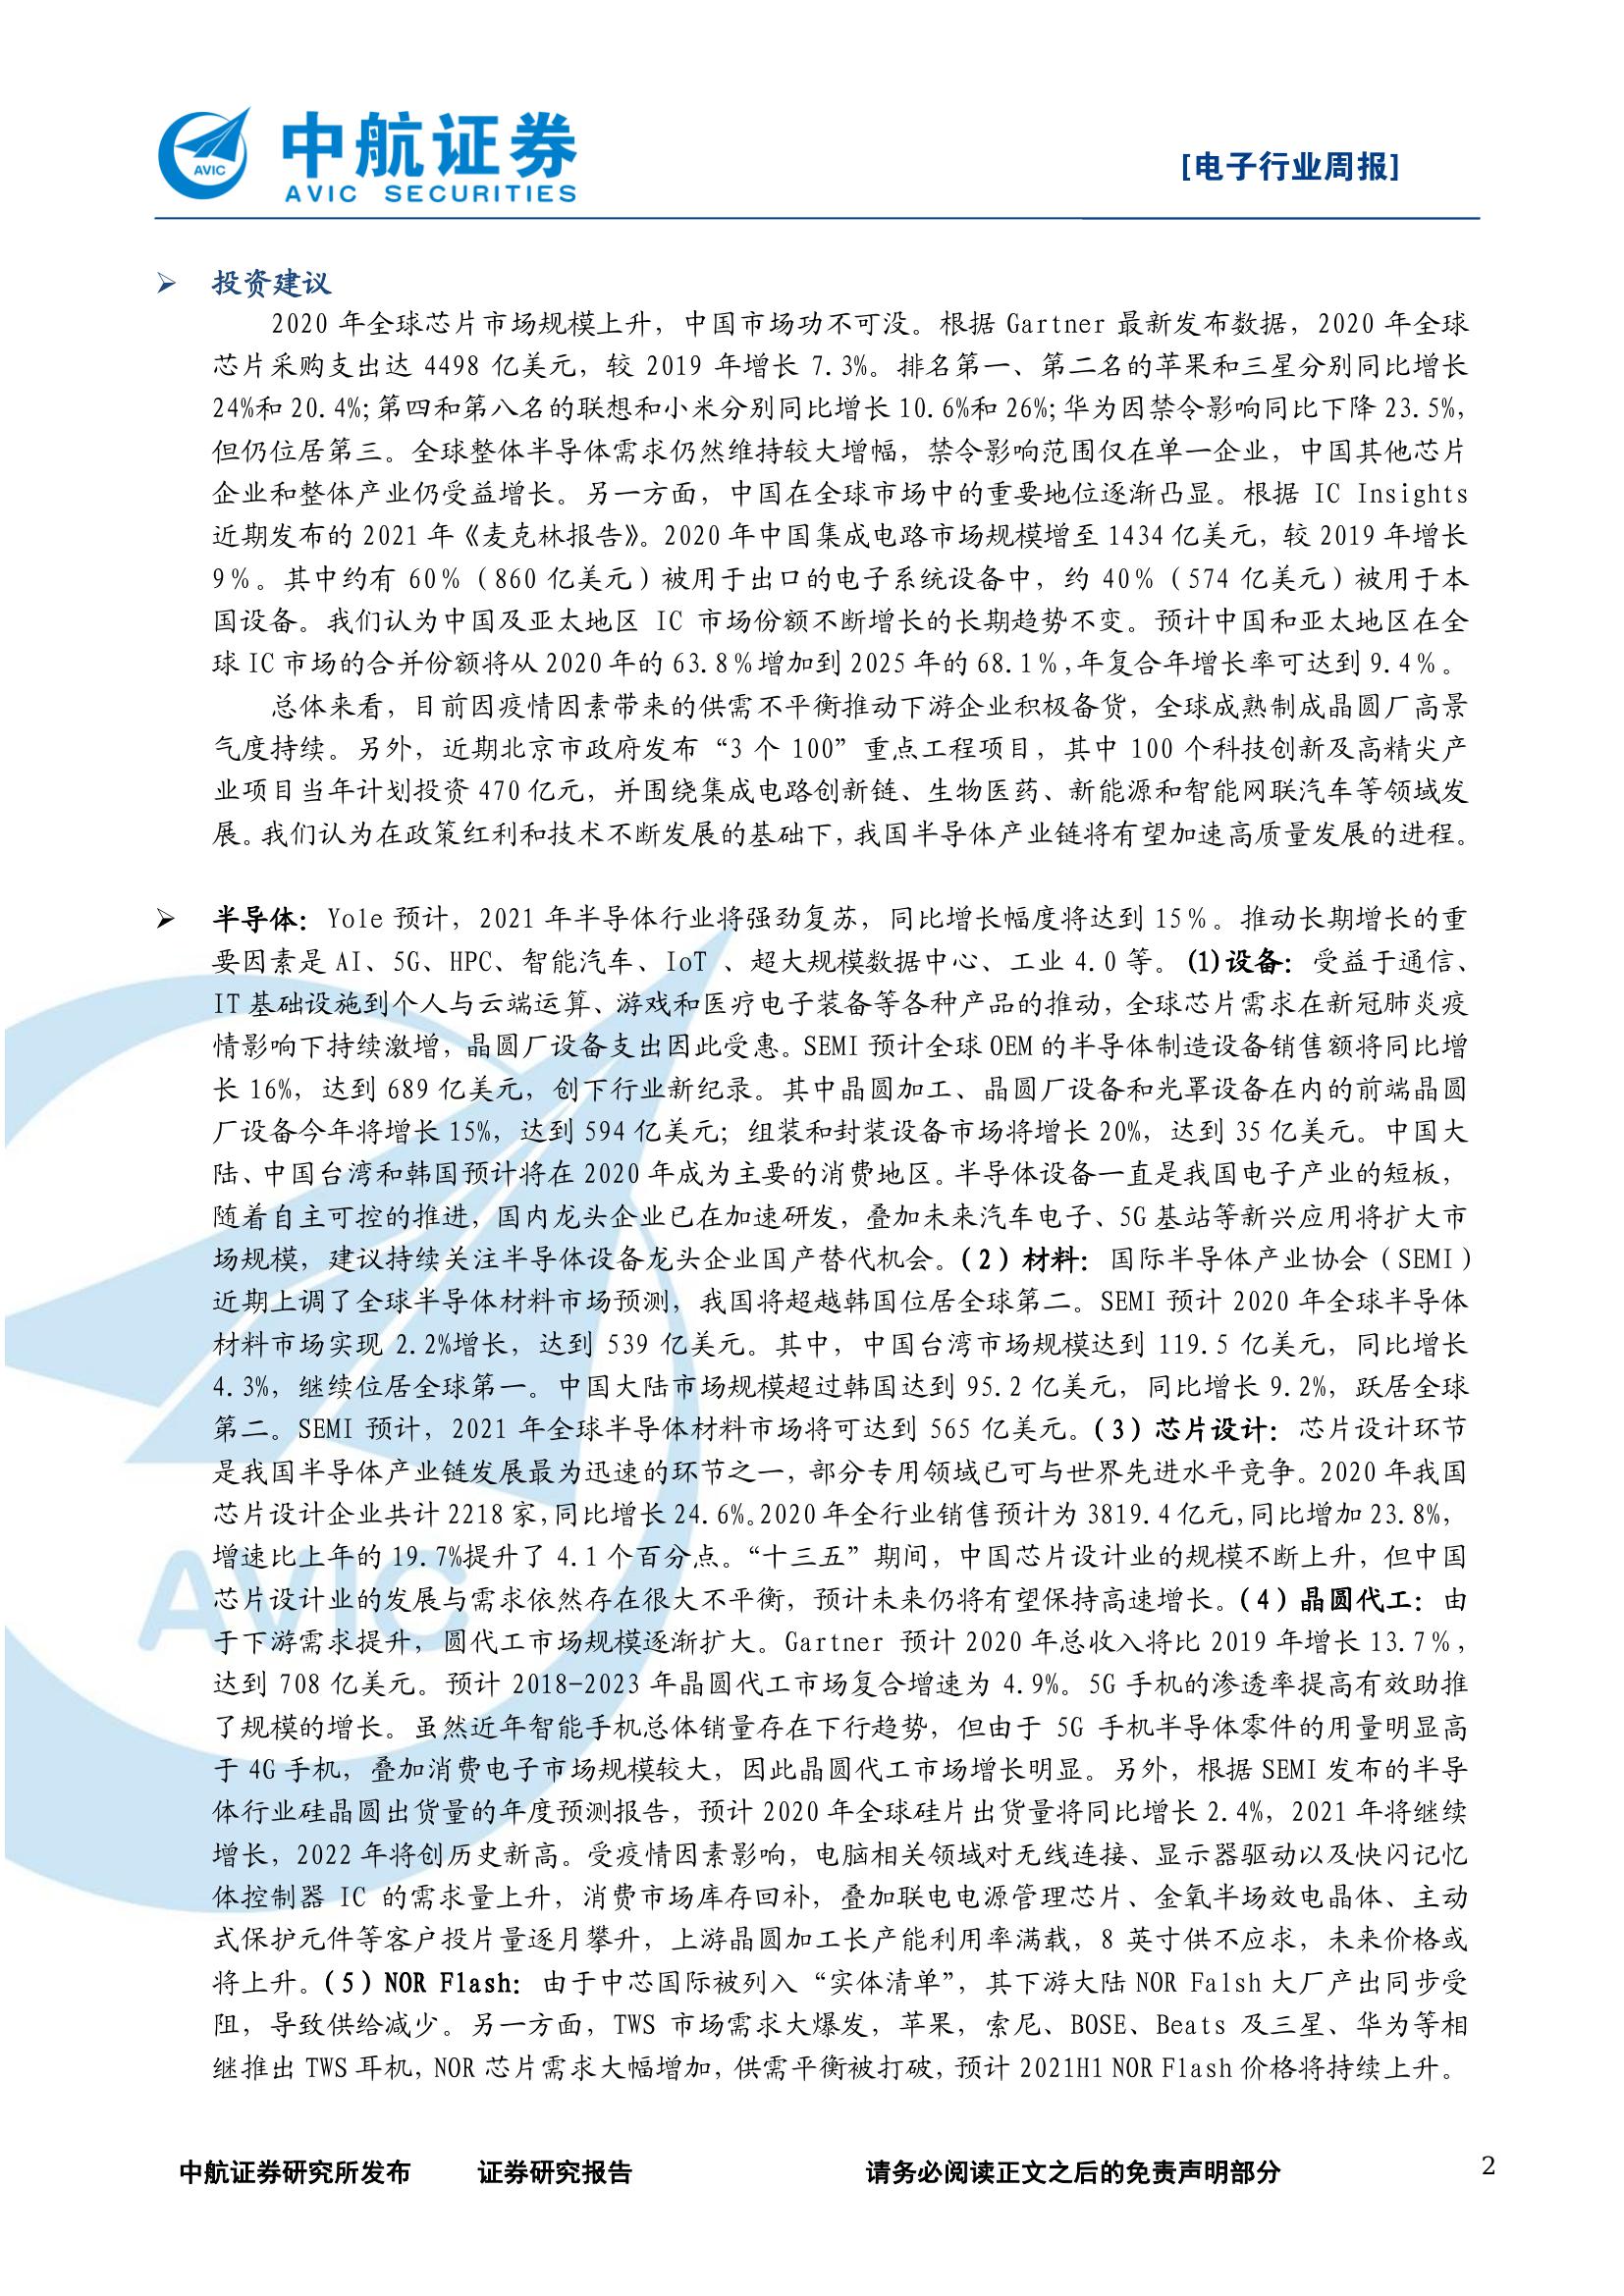 中航证券
AVIC SECURITIES
AVIC
[电子行业周报]
➢ 投资建议
2020 年全球芯片市场规模上升，中国市场功不可没。根据 Gartner 最新发布数据，2020 年全球
芯片采购支出达 4498 亿美元，较 2019 年增长 7.3%。排名第一、第二名的苹果和三星分别同比增长
24%和 20.4%;第四和第八名的联想和小米分别同比增长 10.6%和 26%;华为因禁令影响同比下降 23.5%,
但仍位居第三。全球整体半导体需求仍然维持较大增幅，禁令影响范围仅在单一企业，中国其他芯片
企业和整体产业仍受益增长。另一方面，中国在全球市场中的重要地位逐渐凸显。根据 IC Insights
近期发布的 2021 年《麦克林报告》。2020 年中国集成电路市场规模增至 1434 亿美元，较 2019 年增长
9%。其中约有 60%（860 亿美元）被用于出口的电子系统设备中，约 40%（574 亿美元）被用于本
国设备。我们认为中国及亚太地区 IC 市场份额不断增长的长期趋势不变。预计中国和亚太地区在全
球 IC 市场的合并份额将从 2020 年的 63.8%增加到 2025 年的 68.1%,年复合年增长率可达到 9.4%。
总体来看，目前因疫情因素带来的供需不平衡推动下游企业积极备货，全球成熟制成晶圆厂高景
气度持续。另外，近期北京市政府发布“3 个 100”重点工程项目，其中 100 个科技创新及高精尖产
业项目当年计划投资 470 亿元，并围绕集成电路创新链、生物医药、新能源和智能网联汽车等领域发
展。我们认为在政策红利和技术不断发展的基础下，我国半导体产业链将有望加速高质量发展的进程。
➢ 半导体：Yole 预计，2021 年半导体行业将强劲复苏，同比增长幅度将达到 15%。推动长期增长的重
要因素是 AI、5G、HPC、智能汽车、IoT 、超大规模数据中心、工业 4.0 等。(1)设备：受益于通信、
IT 基础设施到个人与云端运算、游戏和医疗电子装备等各种产品的推动，全球芯片需求在新冠肺炎疫
情影响下持续激增，晶圆厂设备支出因此受惠。SEMI 预计全球 OEM 的半导体制造设备销售额将同比增
长 16%，达到 689 亿美元，创下行业新纪录。其中晶圆加工、晶圆厂设备和光罩设备在内的前端晶圆
厂设备今年将增长 15%，达到 594 亿美元；组装和封装设备市场将增长 20%，达到 35 亿美元。中国大
陆、中国台湾和韩国预计将在 2020 年成为主要的消费地区。半导体设备一直是我国电子产业的短板，
随着自主可控的推进，国内龙头企业已在加速研发，叠加未来汽车电子、5G 基站等新兴应用将扩大市
场规模，建议持续关注半导体设备龙头企业国产替代机会。（2）材料：国际半导体产业协会（SEMI）
近期上调了全球半导体材料市场预测，我国将超越韩国位居全球第二。SEMI 预计 2020 年全球半导体
材料市场实现 2.2%增长，达到 539 亿美元。其中，中国台湾市场规模达到 119.5 亿美元，同比增长
4.3%，继续位居全球第一。中国大陆市场规模超过韩国达到 95.2 亿美元，同比增长 9.2%，跃居全球
第二。SEMI 预计，2021 年全球半导体材料市场将可达到 565 亿美元。（3）芯片设计：芯片设计环节
是我国半导体产业链发展最为迅速的环节之一，部分专用领域已可与世界先进水平竞争。2020 年我国
芯片设计企业共计 2218 家，同比增长 24.6%。2020 年全行业销售预计为 3819.4 亿元，同比增加 23.8%，
增速比上年的 19.7%提升了 4.1 个百分点。“十三五”期间，中国芯片设计业的规模不断上升，但中国
芯片设计业的发展与需求依然存在很大不平衡，预计未来仍将有望保持高速增长。（4）晶圆代工：由
于下游需求提升，圆代工市场规模逐渐扩大。Gartner 预计 2020 年总收入将比 2019 年增长 13.7%，
达到 708 亿美元。预计 2018-2023 年晶圆代工市场复合增速为 4.9%。5G 手机的渗透率提高有效助推
了规模的增长。虽然近年智能手机总体销量存在下行趋势，但由于 5G 手机半导体零件的用量明显高
于 4G 手机，叠加消费电子市场规模较大，因此晶圆代工市场增长明显。另外，根据 SEMI 发布的半导
体行业硅晶圆出货量的年度预测报告，预计 2020 年全球硅片出货量将同比增长 2.4%，2021 年将继续
增长，2022 年将创历史新高。受疫情因素影响，电脑相关领域对无线连接、显示器驱动以及快闪记忆
体控制器 IC 的需求量上升，消费市场库存回补，叠加联电电源管理芯片、金氧半场效电晶体、主动
式保护元件等客户投片量逐月攀升，上游晶圆加工长产能利用率满载，8 英寸供不应求，未来价格或
将上升。（5）NOR Flash：由于中芯国际被列入“实体清单”，其下游大陆 NOR Falsh 大厂产出同步受
阻，导致供给减少。另一方面，TWS 市场需求大爆发，苹果，索尼、BOSE、Beats 及三星、华为等相
继推出 TWS 耳机，NOR 芯片需求大幅增加，供需平衡被打破，预计 2021H1 NOR Flash 价格将持续上升。
AVIC
中航证券研究所发布 证券研究报告 请务必阅读正文之后的免责声明部分 2